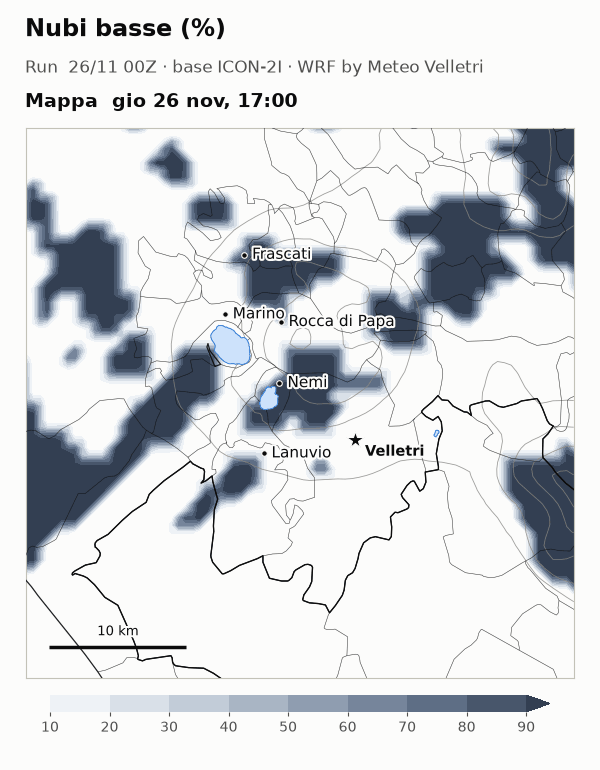 Nubi basse (%)
Run  26/11 00Z · base ICON-2I · WRF by Meteo Velletri
Mappa  gio 26 nov, 17:00
Frascati
Marino
Rocca di Papa
Nemi
Velletri
Lanuvio
10 km
10 20 30 40 50 60 70 80 90